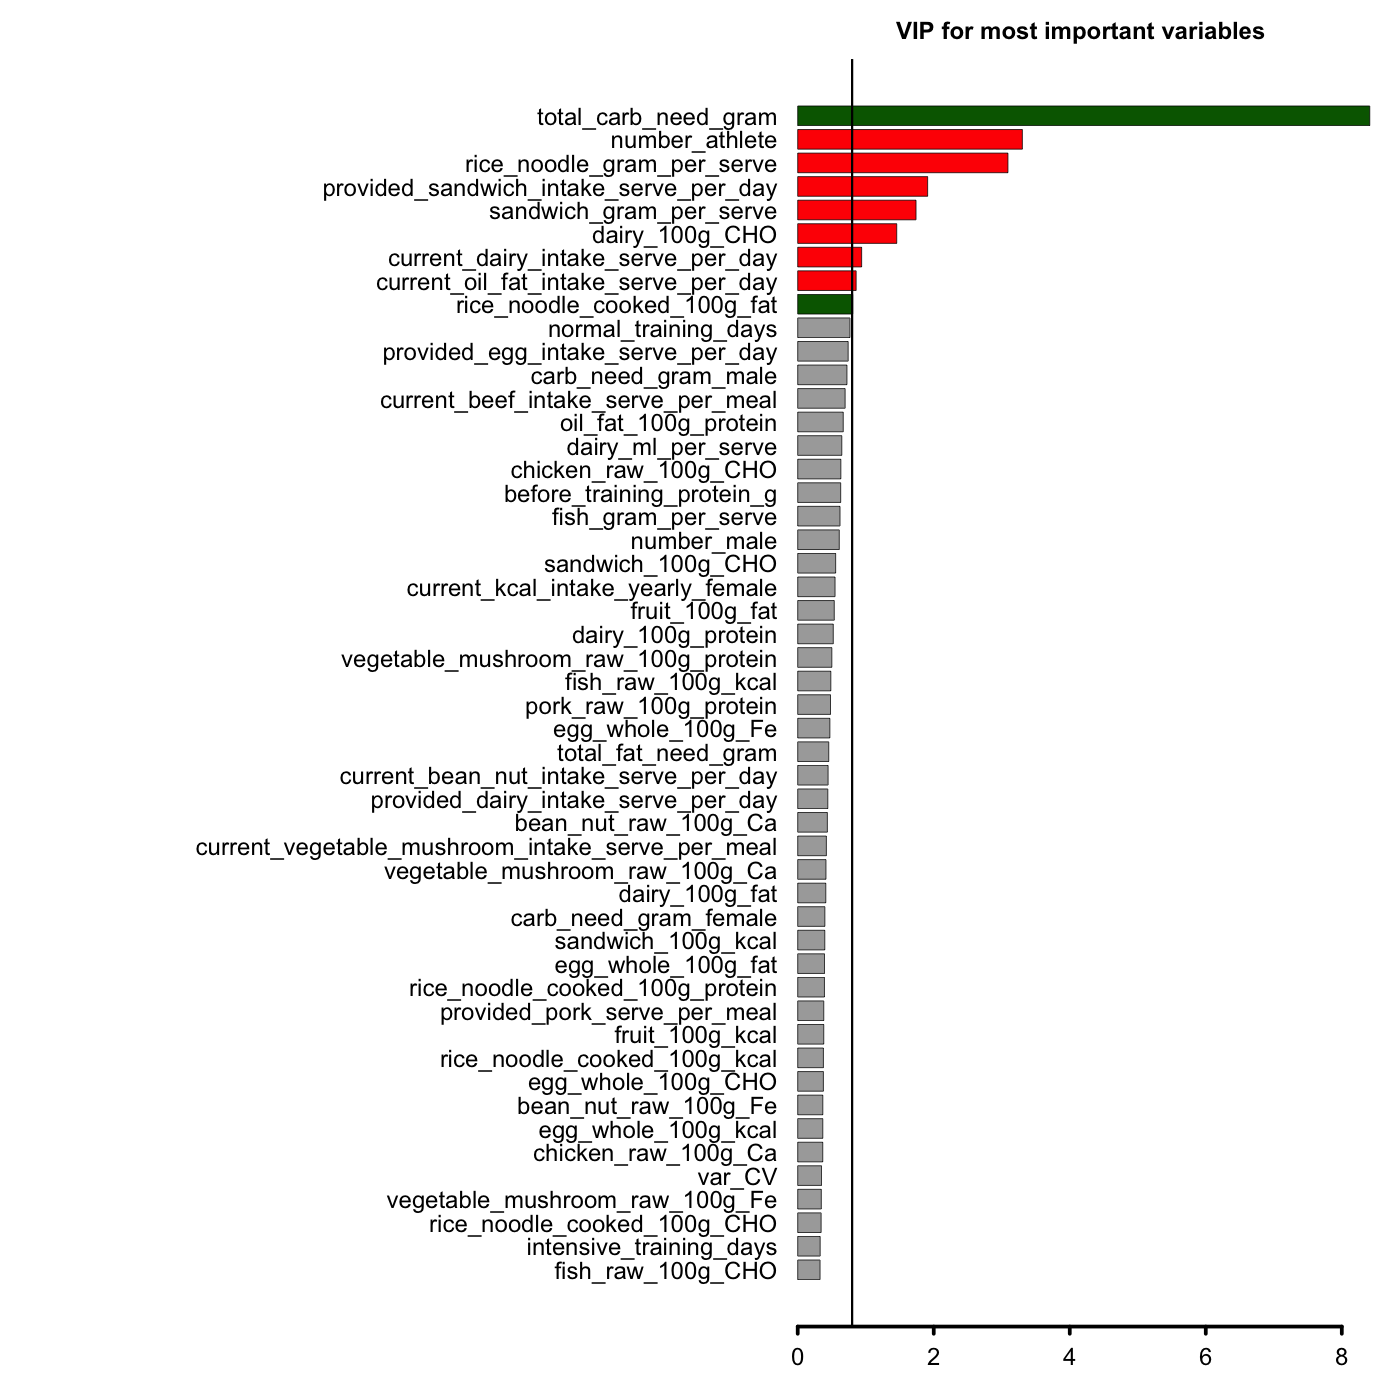 VIP for most important variables
total_carb_need_gram
number_athlete
rice_noodle_gram_per_serve
provided_sandwich_intake_serve_per_day
sandwich_gram_per_serve
dairy_100g_CHO
current_dairy_intake_serve_per_day
current_oil_fat_intake_serve_per_day
rice_noodle_cooked_100g_fat
normal_training_days
provided_egg_intake_serve_per_day
carb_need_gram_male
current_beef_intake_serve_per_meal
oil_fat_100g_protein
dairy_ml_per_serve
chicken_raw_100g_CHO
before_training_protein_g
fish_gram_per_serve
number_male
sandwich_100g_CHO
current_kcal_intake_yearly_female
fruit_100g_fat
dairy_100g_protein
vegetable_mushroom_raw_100g_protein
fish_raw_100g_kcal
pork_raw_100g_protein
egg_whole_100g_Fe
total_fat_need_gram
current_bean_nut_intake_serve_per_day
provided_dairy_intake_serve_per_day
bean_nut_raw_100g_Ca
current_vegetable_mushroom_intake_serve_per_meal
vegetable_mushroom_raw_100g_Ca
dairy_100g_fat
carb_need_gram_female
sandwich_100g_kcal
egg_whole_100g_fat
rice_noodle_cooked_100g_protein
provided_pork_serve_per_meal
fruit_100g_kcal
rice_noodle_cooked_100g_kcal
egg_whole_100g_CHO
bean_nut_raw_100g_Fe
egg_whole_100g_kcal
chicken_raw_100g_Ca
var_CV
vegetable_mushroom_raw_100g_Fe
rice_noodle_cooked_100g_CHO
intensive_training_days
fish_raw_100g_CHO
0 2 4 6 8